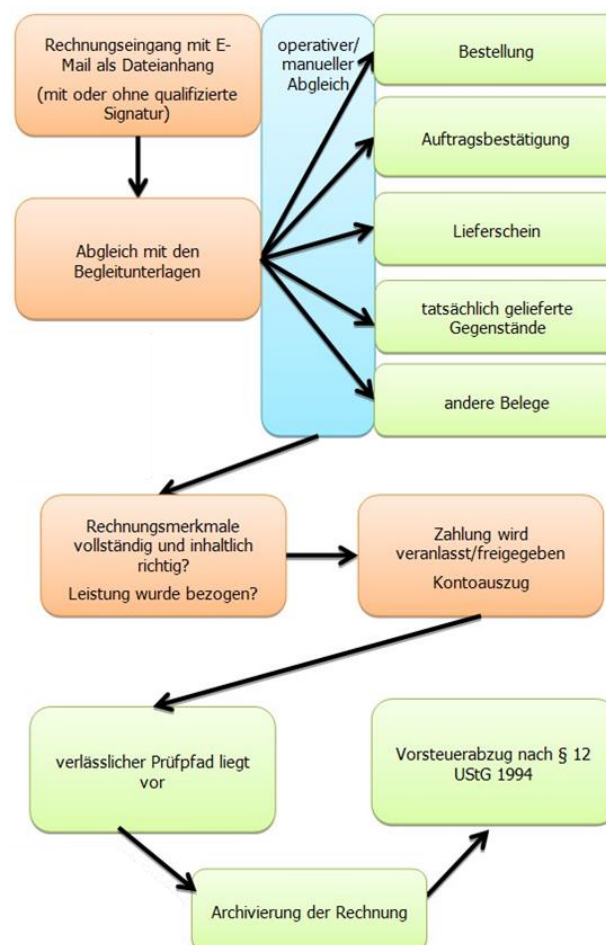 Rechnungseingang mit E-
Mail als Dateianhang
(mit oder ohne qualifizierte
Signatur)
operativer/
manueller
Abgleich
Bestellung
Auftragsbestätigung
Abgleich mit den
Begleitunterlagen
Lieferschein
tatsächlich gelieferte
Gegenstände
andere Belege
Rechnungsmerkmale
vollständig und inhaltlich
richtig?
Leistung wurde bezogen?
Zahlung wird
veranlasst/freigegeben
Kontoauszug
verlässlicher Prüfpfad liegt
vor
Vorsteuerabzug nach § 12
UStG 1994
Archivierung der Rechnung